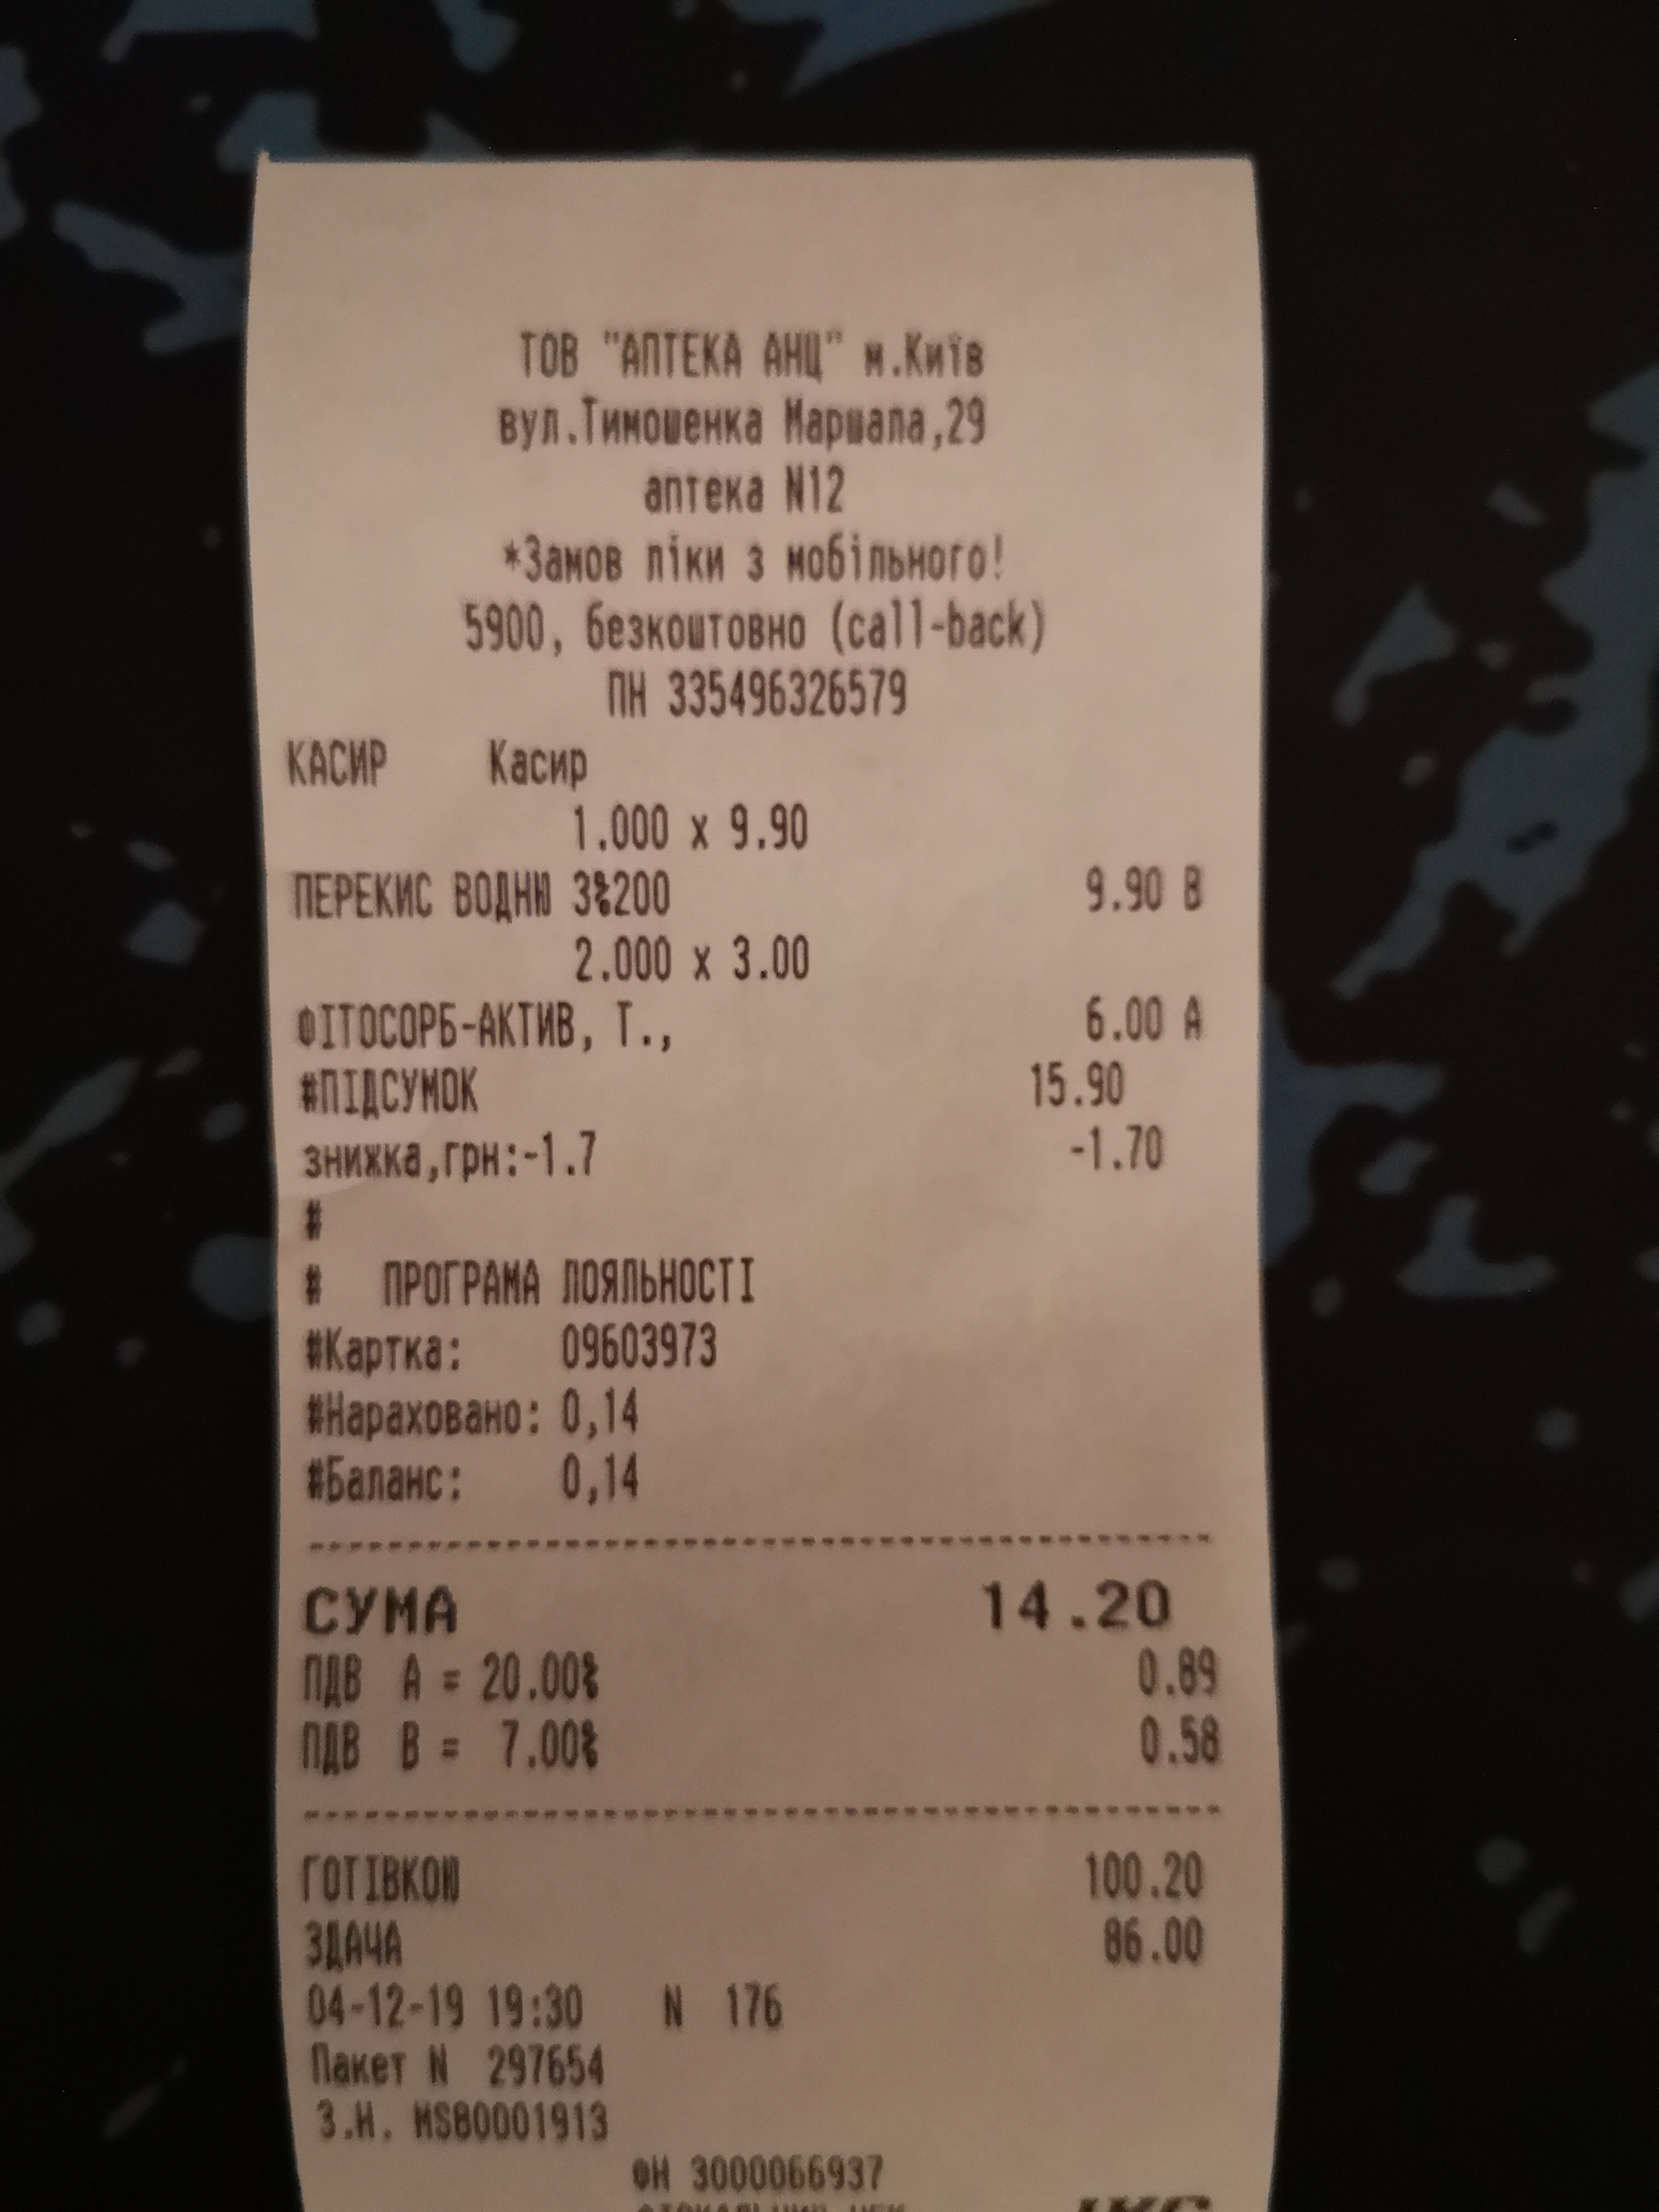 ТОВ "АПТЕКА АНЦ" м.Київ
вул.Тимошенка Маршала,29
аптека N12
*Замов ліки з мобільного!
5900, безкоштовно (call-back)
ПН 335496326579
КАСИР Касир
1.000 x 9.90
ПЕРЕКИС ВОДНЮ 3%200 9.90 В
2.000 x 3.00
ФІТОСОРБ-АКТИВ, Т., 6.00 А
#ПІДСУМОК 15.90
знижка,грн:-1.7 -1.70
#
# ПРОГРАМА ЛОЯЛЬНОСТІ
#Картка: 09603973
#Нараховано: 0,14
#Баланс: 0,14
СУМА 14.20
ПДВ А = 20.00% 0.89
ПДВ В = 7.00% 0.58
ГОТІВКОЮ 100.20
ЗДАЧА 86.00
04-12-19 19:30 N 176
Пакет N 297654
З.Н. MSB0001913
ФН 3000066937